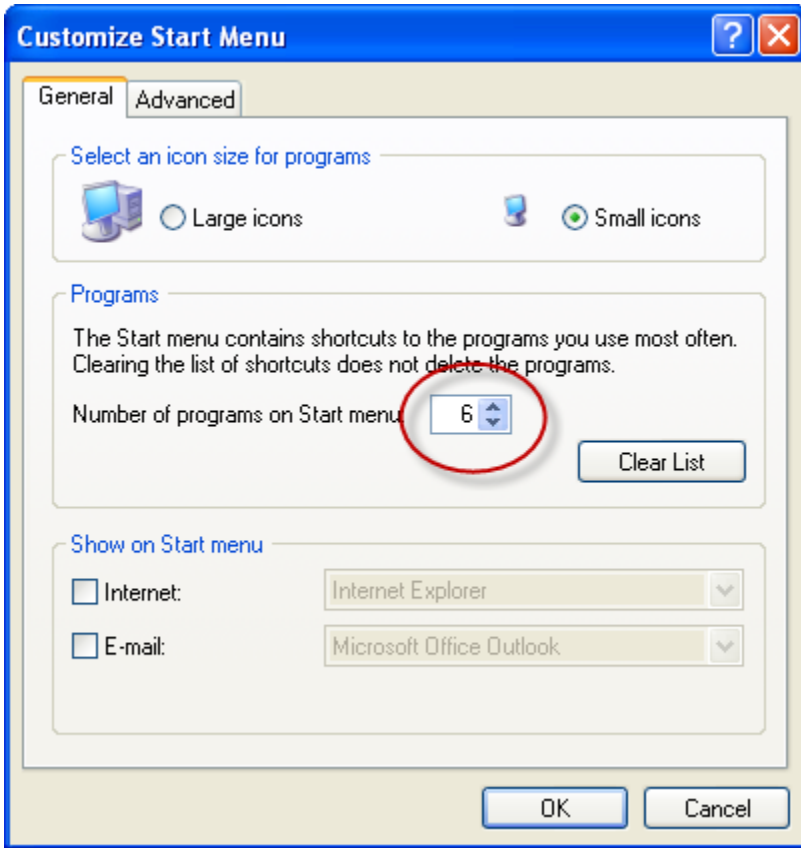 Customize Start Menu
General Advanced
Select an icon size for programs
Large icons Small icons
Programs
The Start menu contains shortcuts to the programs you use most often.
Clearing the list of shortcuts does not delete the programs.
Number of programs on Start menu: 6
Clear List
Show on Start menu
Internet: Internet Explorer
E-mail: Microsoft Office Outlook
OK Cancel